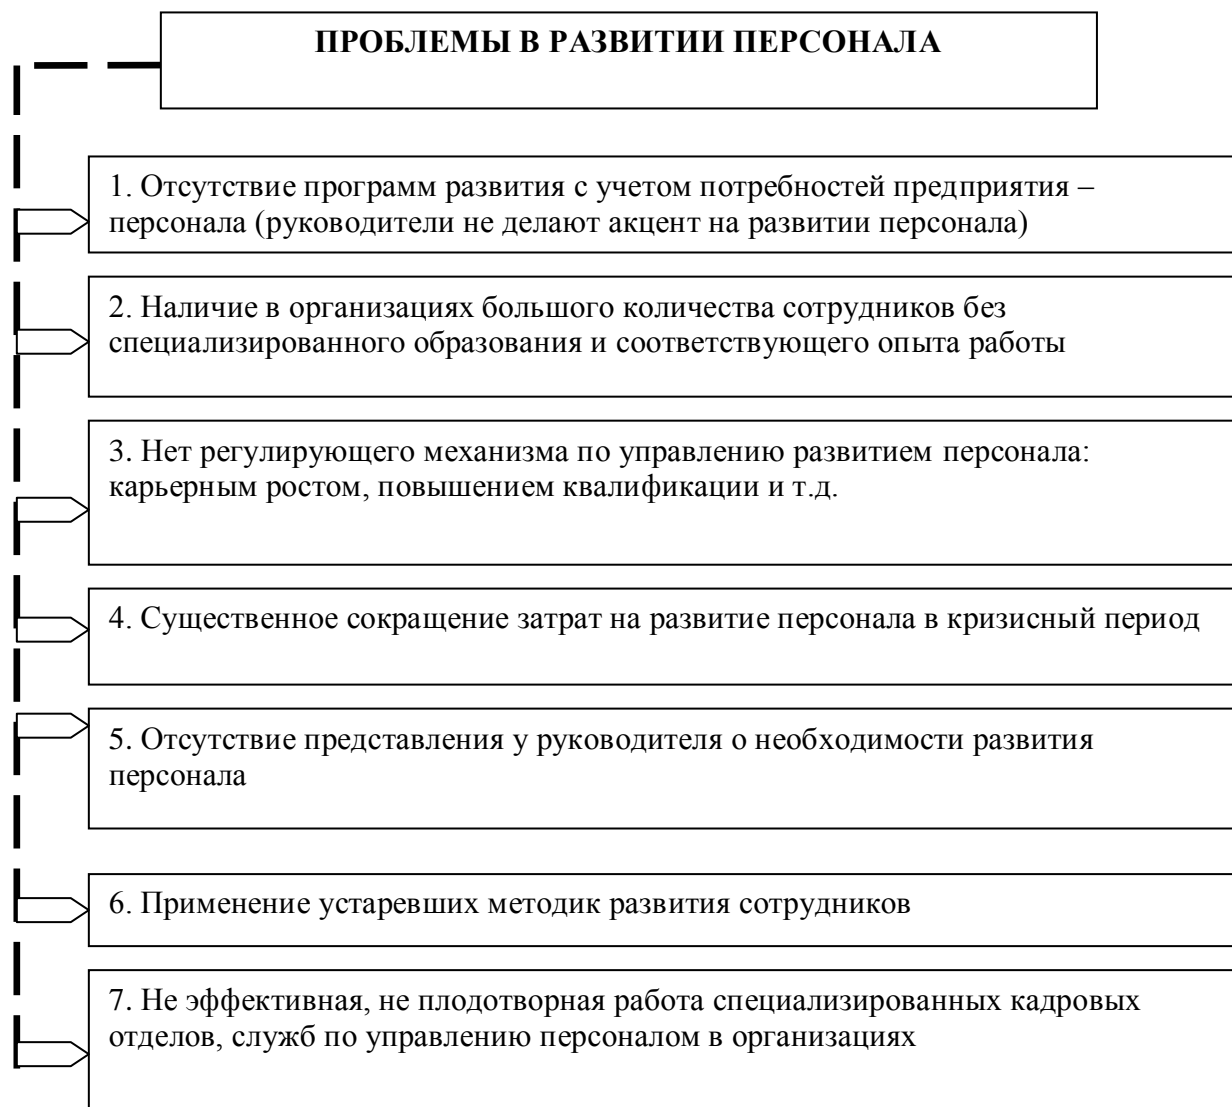 ПРОБЛЕМЫ В РАЗВИТИИ ПЕРСОНАЛА
1. Отсутствие программ развития с учетом потребностей предприятия –
персонала (руководители не делают акцент на развитии персонала)
2. Наличие в организациях большого количества сотрудников без
специализированного образования и соответствующего опыта работы
3. Нет регулирующего механизма по управлению развитием персонала:
карьерным ростом, повышением квалификации и т.д.
4. Существенное сокращение затрат на развитие персонала в кризисный период
5. Отсутствие представления у руководителя о необходимости развития
персонала
6. Применение устаревших методик развития сотрудников
7. Не эффективная, не плодотворная работа специализированных кадровых
отделов, служб по управлению персоналом в организациях